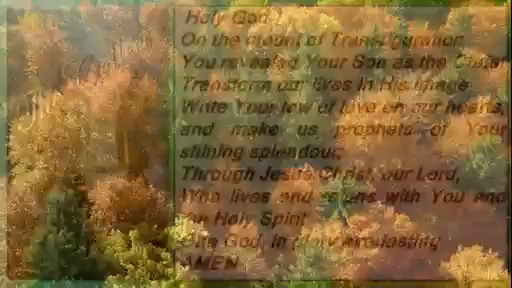 Holy God !
On the mount of Transfiguration
You revealed Your Son as the Christ
Transform our lives in His image
Write Your law of love on our hearts,
and make us prophets of Your
shining splendour;
Through Jesus Christ, our Lord,
Who lives and reigns with You and
the Holy Spirit
One God, in glory everlasting
AMEN